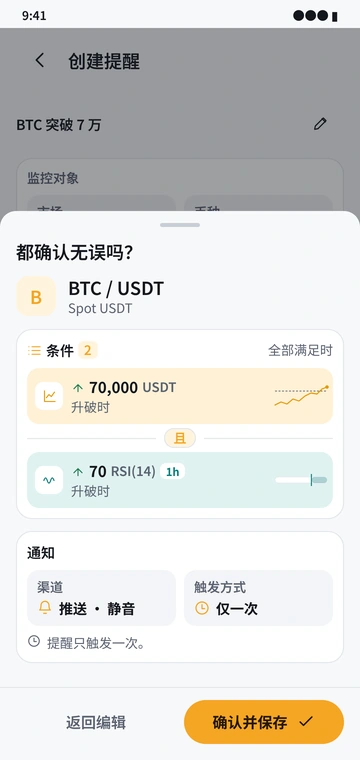 9:41
创建提醒
BTC 突破 7 万
监控对象
市场 币种
都确认无误吗？
B
BTC / USDT
Spot USDT
条件 2 全部满足时
70,000 USDT
升破时
且
70 RSI(14) 1h
升破时
通知
渠道 触发方式
推送 · 静音 仅一次
提醒只触发一次。
返回编辑 确认并保存